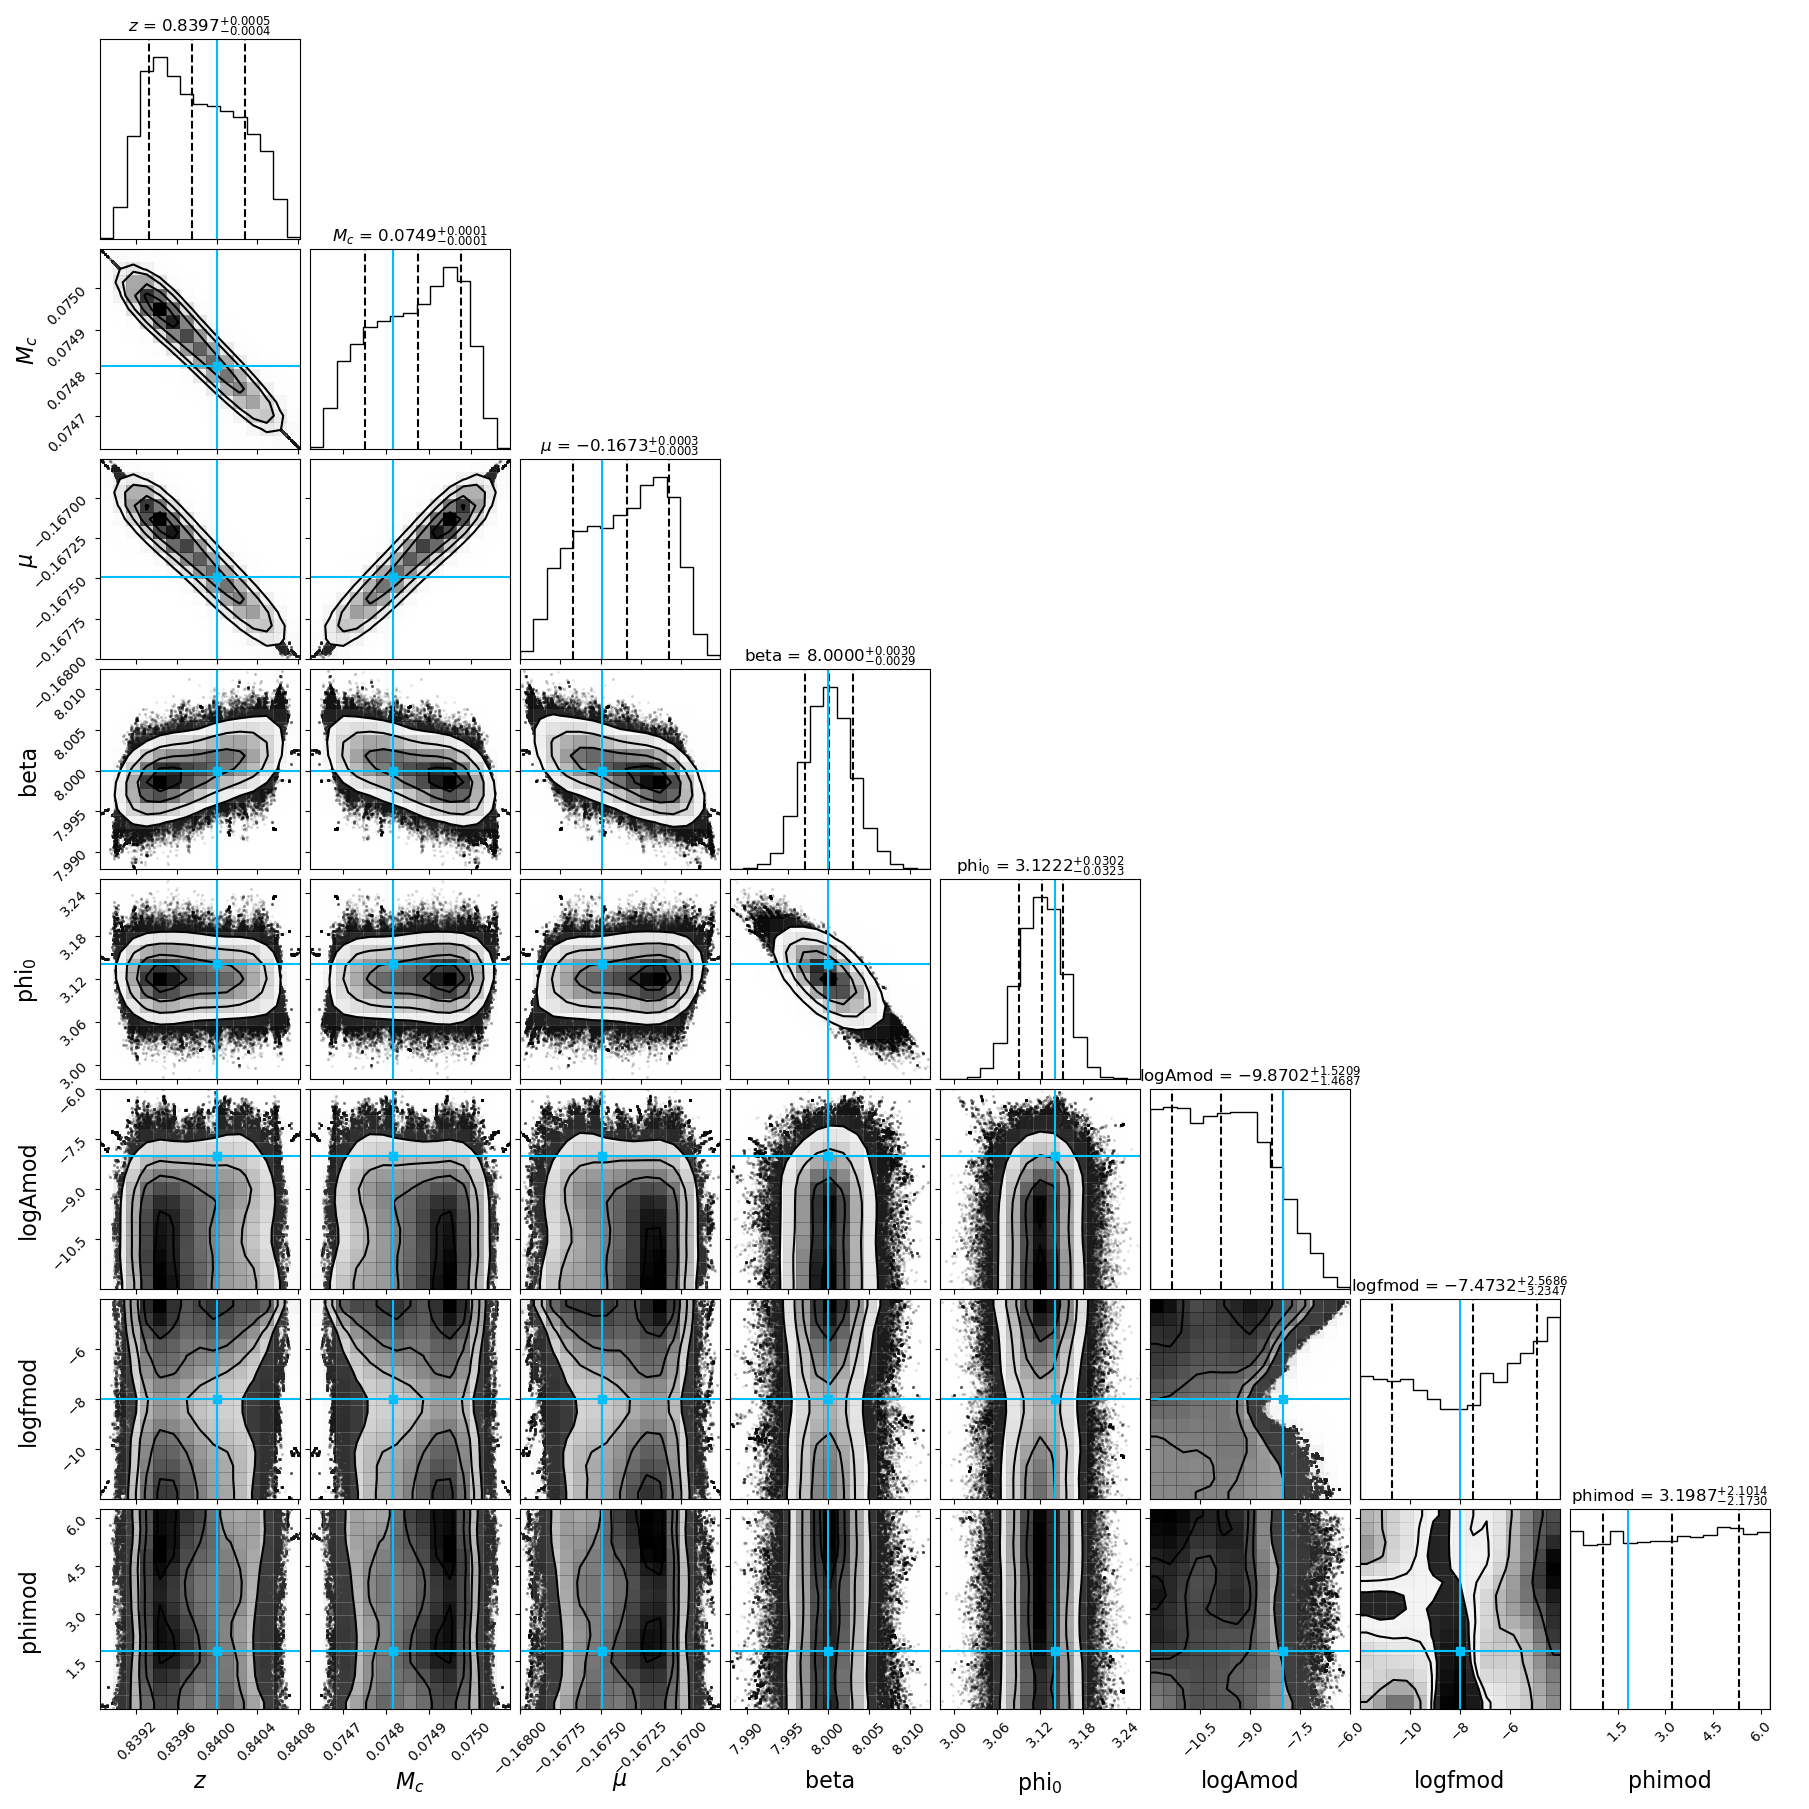 z = 0.8397^{+0.0005}_{−0.0004}
M_c = 0.0749^{+0.0001}_{−0.0001}
0.0750
0.0749
0.0748
0.0747
M_c
μ = −0.1673^{+0.0003}_{−0.0003}
−0.16700
−0.16725
−0.16750
−0.16775
−0.16800
μ
beta = 8.0000^{+0.0030}_{−0.0029}
8.010
8.005
8.000
7.995
7.990
beta
phi_0 = 3.1222^{+0.0302}_{−0.0323}
3.24
3.18
3.12
3.06
3.00
phi_0
logAmod = −9.8702^{+1.5209}_{−1.4687}
−6.0
−7.5
−9.0
−10.5
logAmod
logfmod = −7.4732^{+2.5686}_{−3.2347}
−6
−8
−10
logfmod
phimod = 3.1987^{+2.1014}_{−2.1730}
6.0
4.5
3.0
1.5
phimod
0.8392 0.8396 0.8400 0.8404 0.8408
0.0747 0.0748 0.0749 0.0750
−0.16800 −0.16775 −0.16750 −0.16725 −0.16700
7.990 7.995 8.000 8.005 8.010
3.00 3.06 3.12 3.18 3.24
−10.5 −9.0 −7.5 −6.0
−10 −8 −6
1.5 3.0 4.5 6.0
z M_c μ beta phi_0 logAmod logfmod phimod